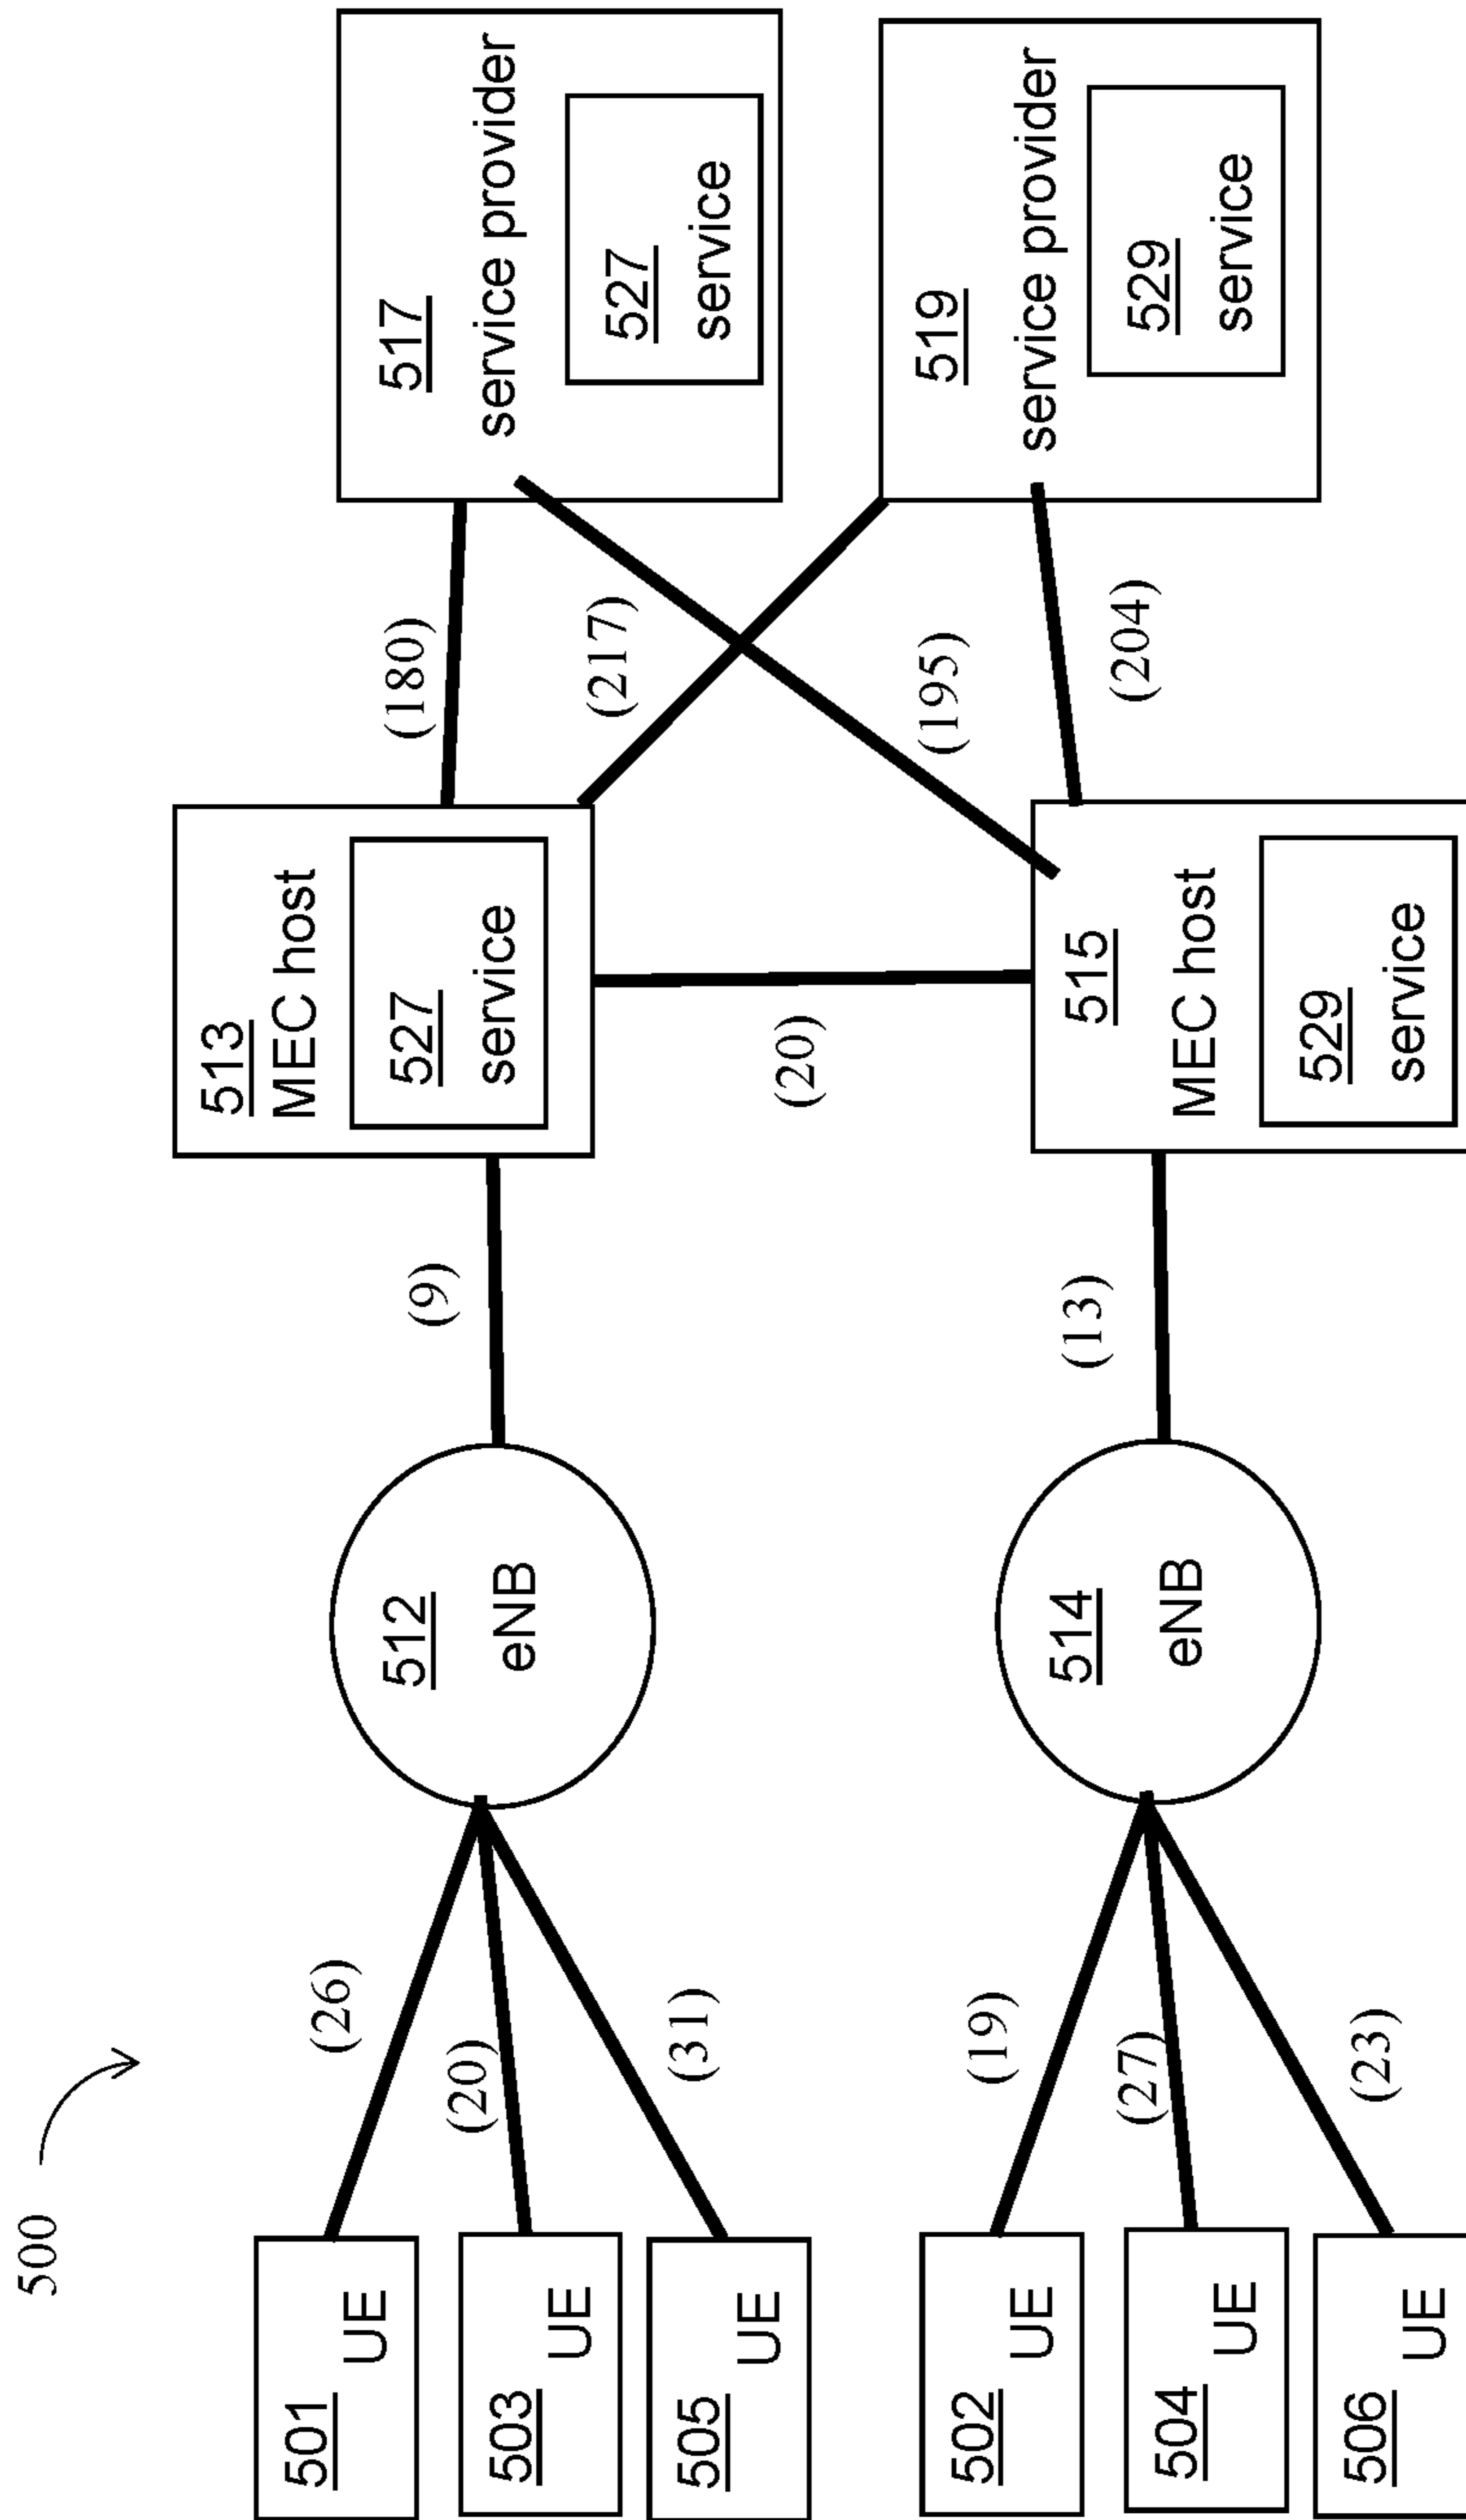 500
501
UE
503
UE
505
UE
502
UE
504
UE
506
UE
(26)
(20)
(31)
(19)
(27)
(23)
512
eNB
514
eNB
(9)
(13)
513
MEC host
527
service
(20)
515
MEC host
529
service
(180)
(217)
(195)
(204)
517
service provider
527
service
519
service provider
529
service